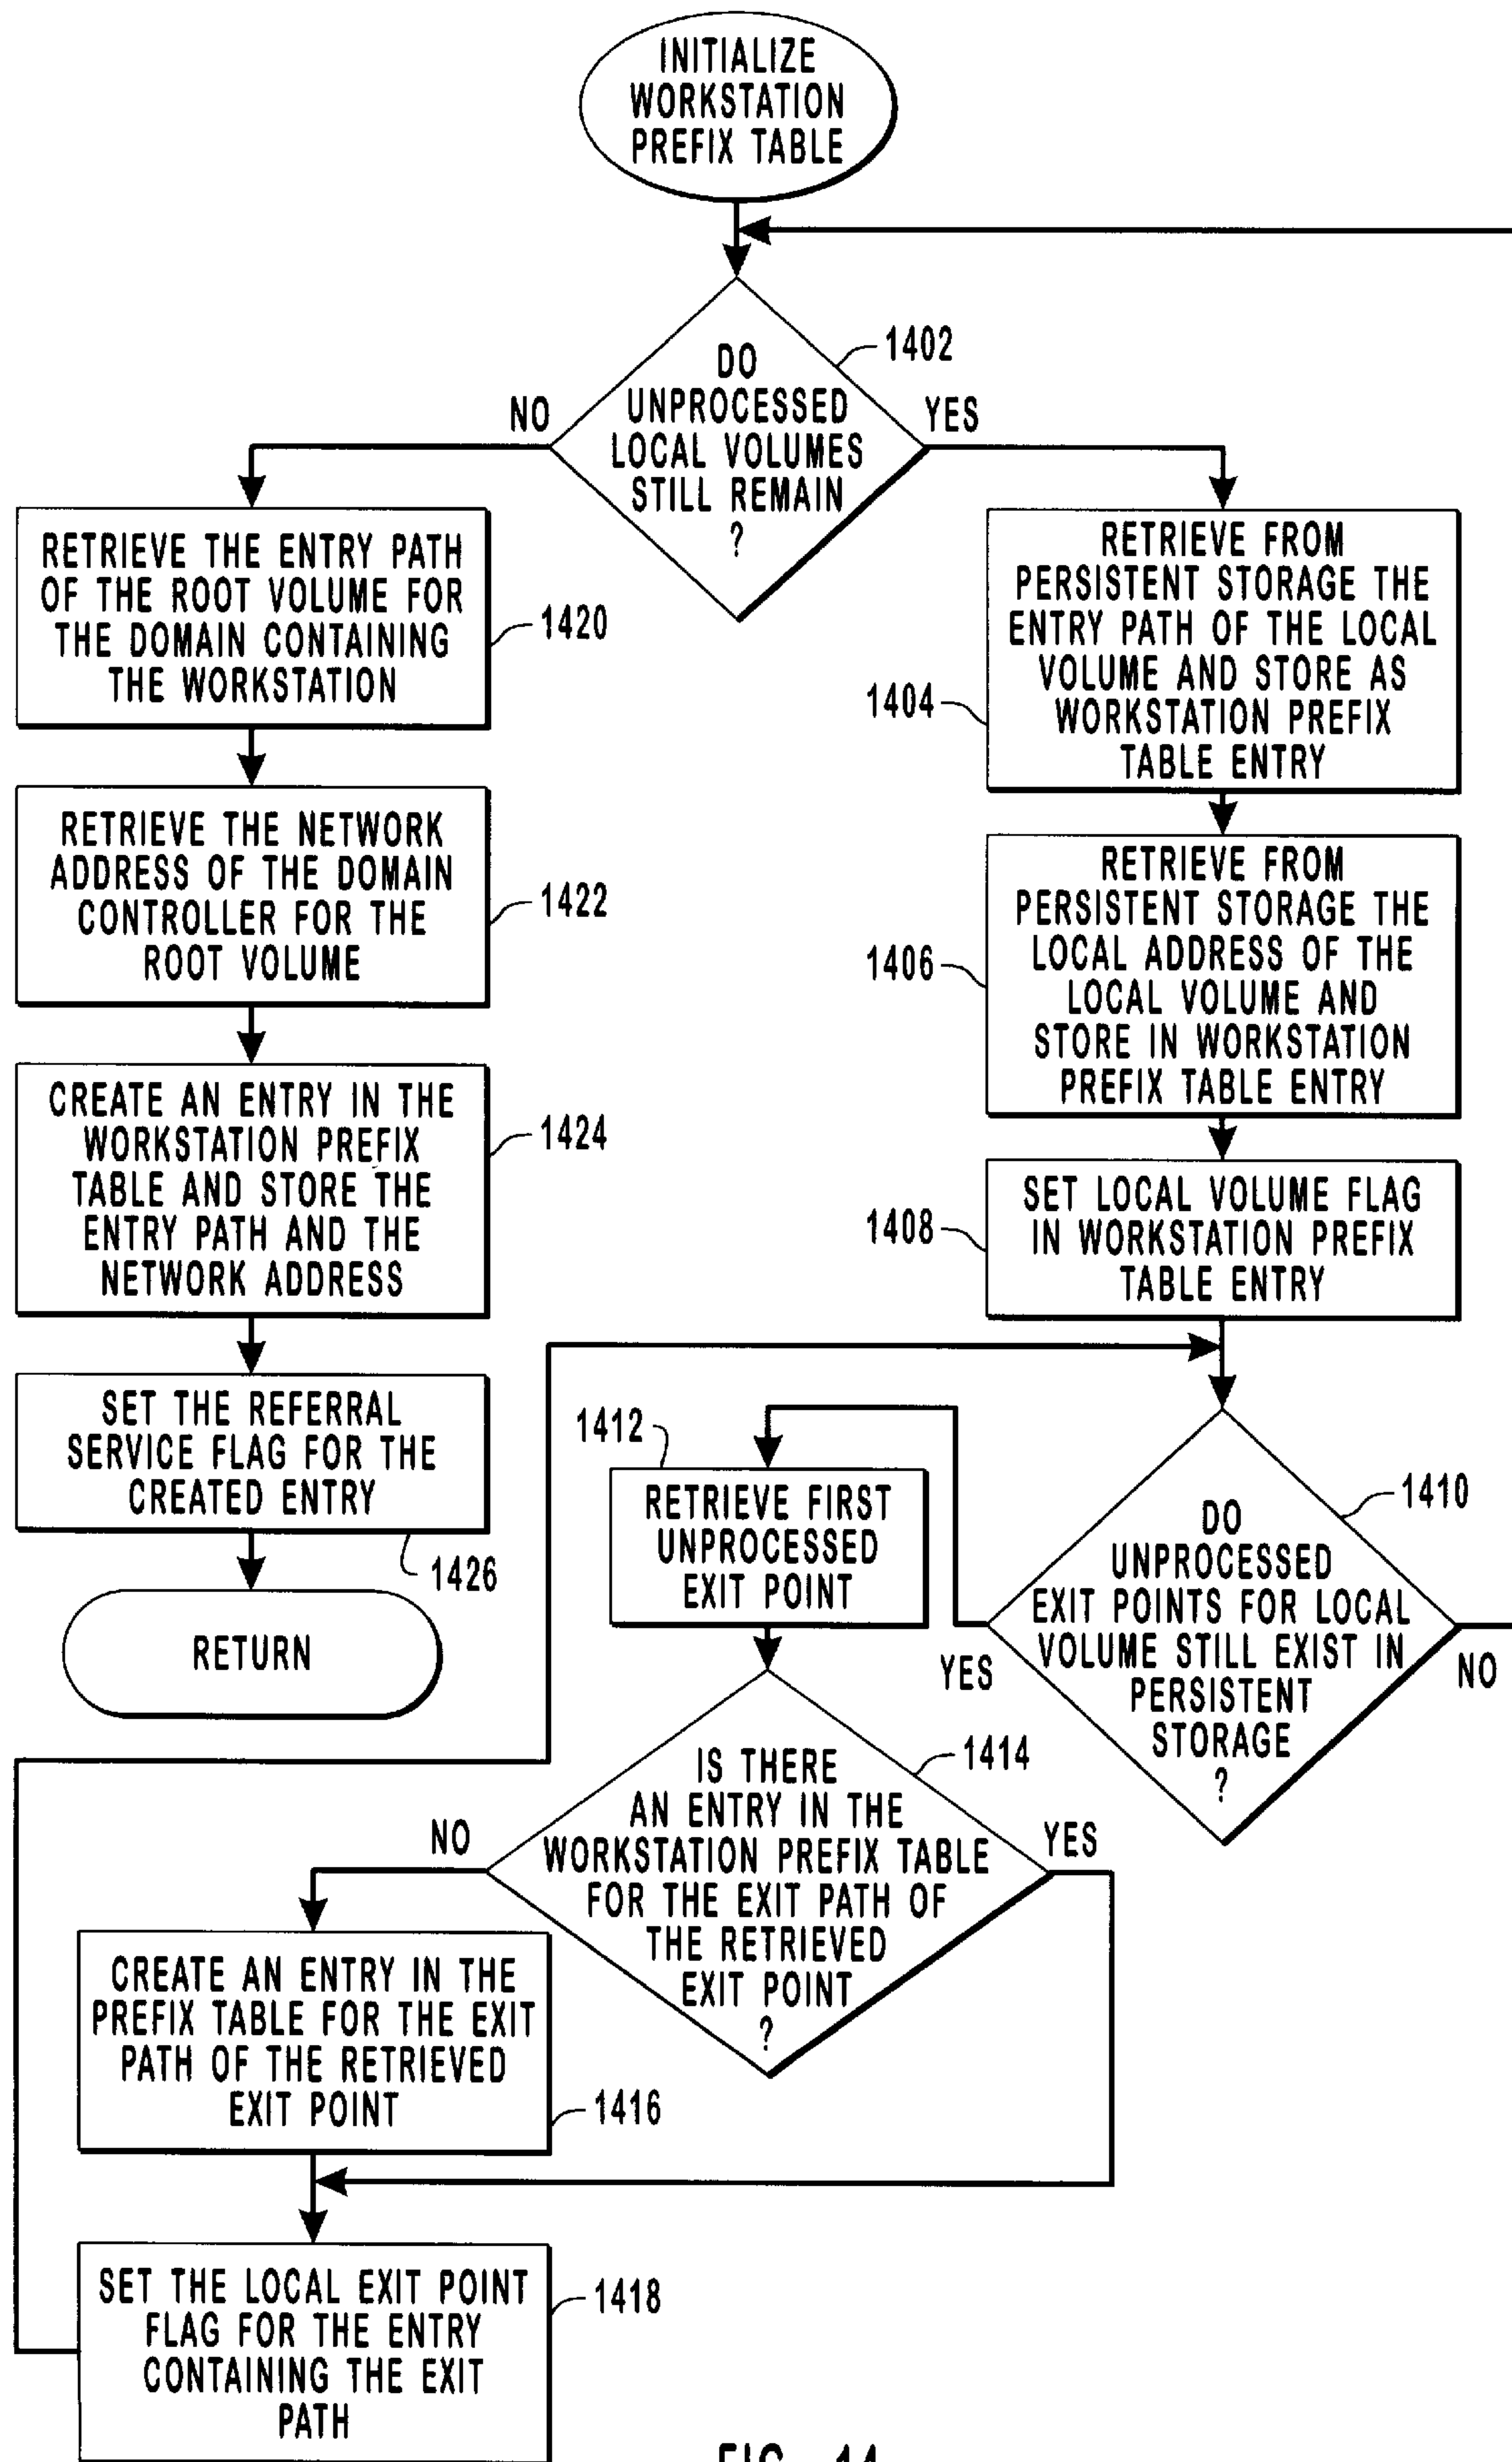 INITIALIZE
WORKSTATION
PREFIX TABLE
1402
DO
UNPROCESSED
LOCAL VOLUMES
STILL REMAIN
?
NO
YES
RETRIEVE THE ENTRY PATH
OF THE ROOT VOLUME FOR
THE DOMAIN CONTAINING
THE WORKSTATION
1420
RETRIEVE THE NETWORK
ADDRESS OF THE DOMAIN
CONTROLLER FOR THE
ROOT VOLUME
1422
CREATE AN ENTRY IN THE
WORKSTATION PREFIX
TABLE AND STORE THE
ENTRY PATH AND THE
NETWORK ADDRESS
1424
SET THE REFERRAL
SERVICE FLAG FOR THE
CREATED ENTRY
1426
RETURN
RETRIEVE FROM
PERSISTENT STORAGE THE
ENTRY PATH OF THE LOCAL
VOLUME AND STORE AS
WORKSTATION PREFIX
TABLE ENTRY
1404
RETRIEVE FROM
PERSISTENT STORAGE THE
LOCAL ADDRESS OF THE
LOCAL VOLUME AND
STORE IN WORKSTATION
PREFIX TABLE ENTRY
1406
SET LOCAL VOLUME FLAG
IN WORKSTATION PREFIX
TABLE ENTRY
1408
DO
UNPROCESSED
EXIT POINTS FOR LOCAL
VOLUME STILL EXIST IN
PERSISTENT
STORAGE
?
1410
YES
NO
1412
RETRIEVE FIRST
UNPROCESSED
EXIT POINT
IS THERE
AN ENTRY IN THE
WORKSTATION PREFIX TABLE
FOR THE EXIT PATH OF
THE RETRIEVED
EXIT POINT
?
1414
NO
YES
CREATE AN ENTRY IN THE
PREFIX TABLE FOR THE EXIT
PATH OF THE RETRIEVED
EXIT POINT
1416
SET THE LOCAL EXIT POINT
FLAG FOR THE ENTRY
CONTAINING THE EXIT
PATH
1418
FIG. 14